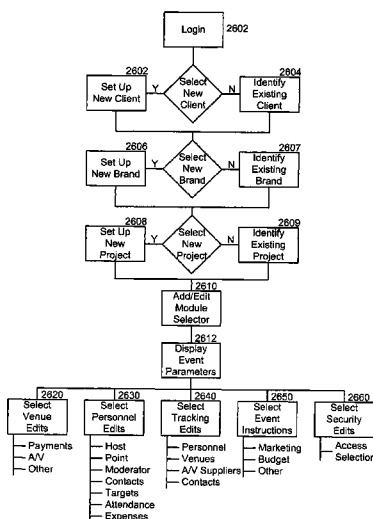 Login
2602
2602
Set Up
New Client
Y
Select
New
Client
N
2604
Identify
Existing
Client
2606
Set Up
New Brand
Y
Select
New
Brand
N
2607
Identify
Existing
Brand
2608
Set Up
New
Project
Y
Select
New
Project
N
2609
Identify
Existing
Project
2610
Add/Edit
Module
Selector
2612
Display
Event
Parameters
2620
Select
Venue
Edits
Payments
A/V
Other
2630
Select
Personnel
Edits
Host
Point
Moderator
Contacts
Targets
Attendance
Expenses
2640
Select
Tracking
Edits
Personnel
Venues
A/V Suppliers
Contacts
2650
Select
Event
Instructions
Marketing
Budget
Other
2660
Select
Security
Edits
Access
Selection